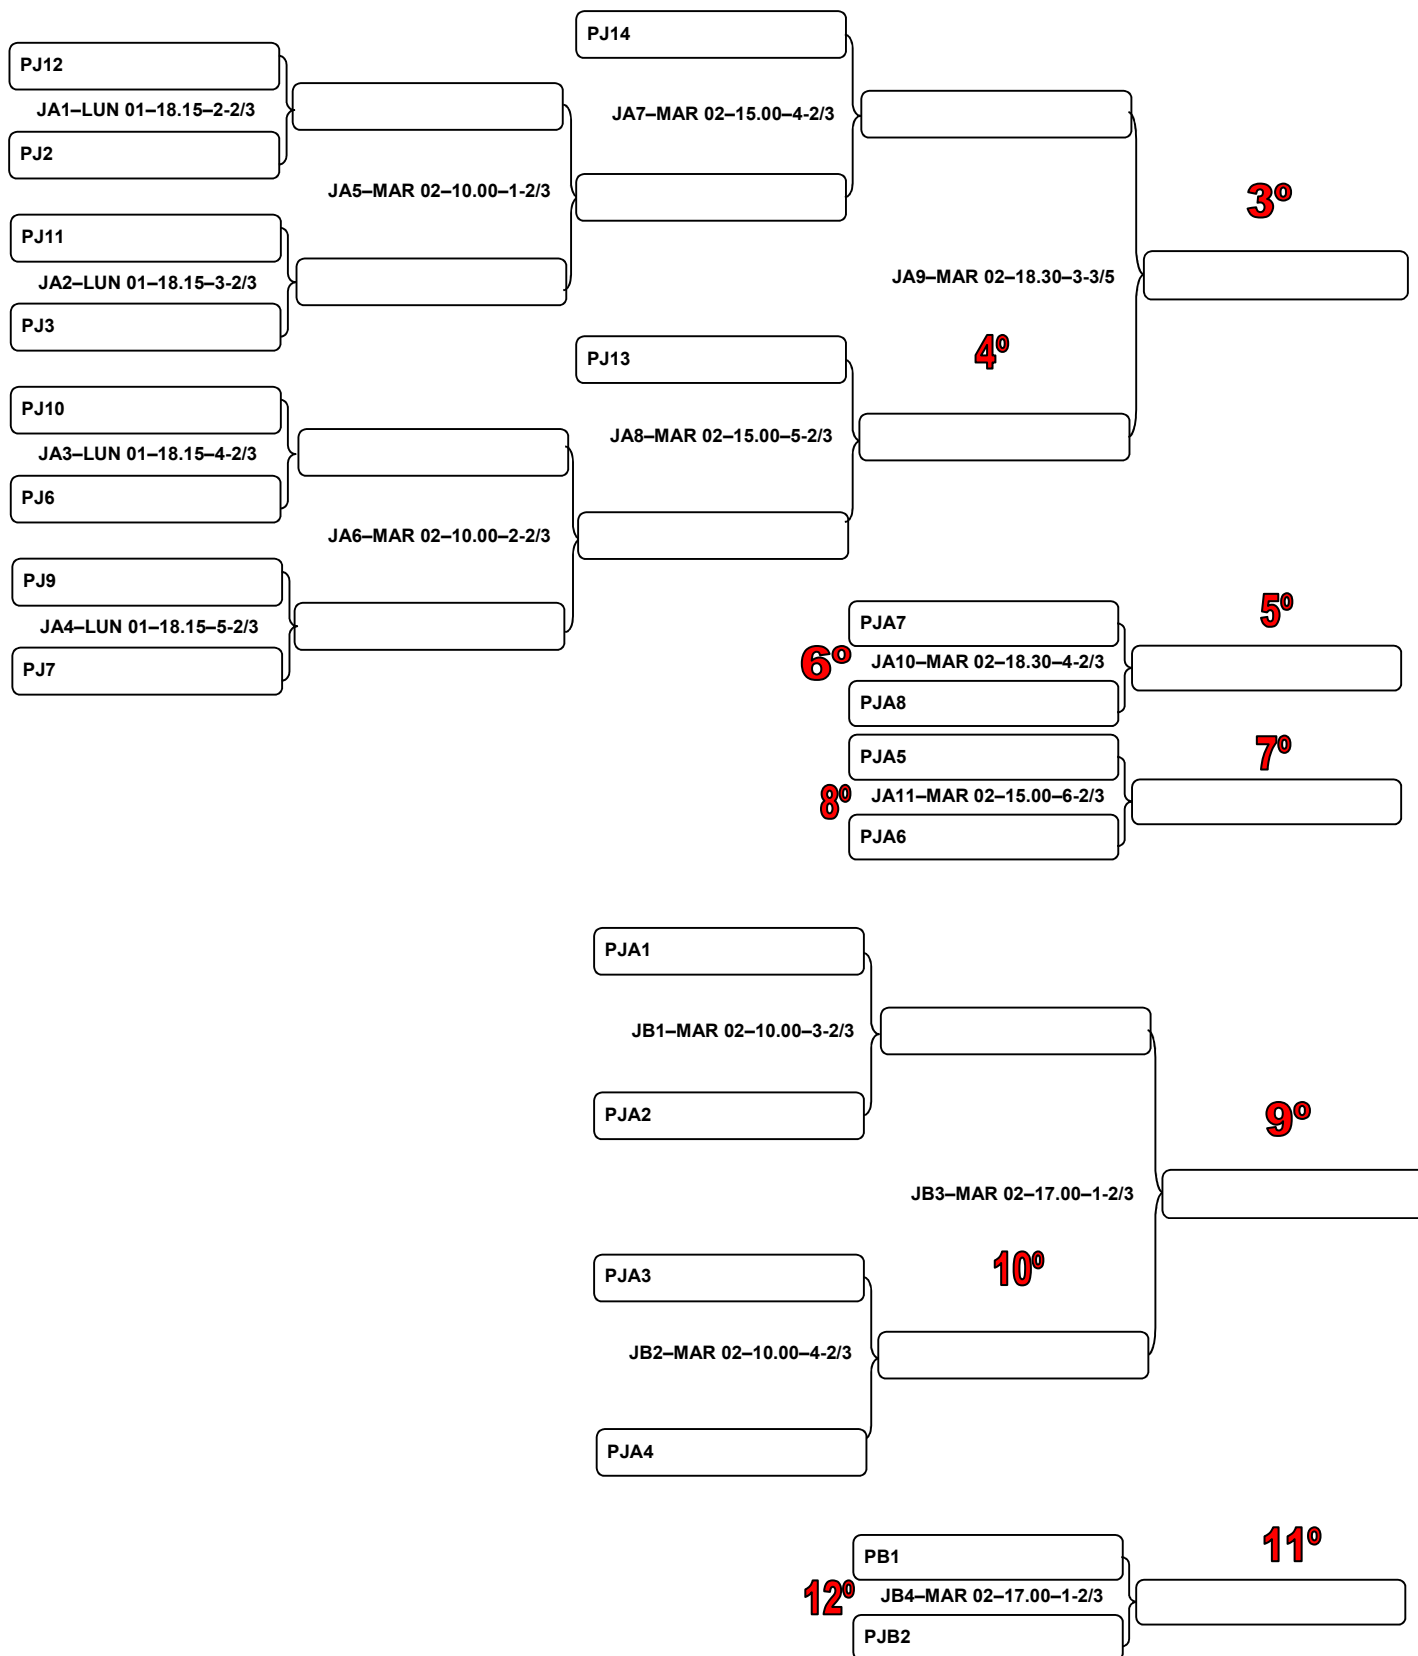 PJ12
JA1–LUN 01–18.15–2-2/3
PJ2
PJ11
JA2–LUN 01–18.15–3-2/3
PJ3
PJ10
JA3–LUN 01–18.15–4-2/3
PJ6
PJ9
JA4–LUN 01–18.15–5-2/3
PJ7
JA5–MAR 02–10.00–1-2/3
JA6–MAR 02–10.00–2-2/3
PJ14
JA7–MAR 02–15.00–4-2/3
PJ13
JA8–MAR 02–15.00–5-2/3
3º
JA9–MAR 02–18.30–3-3/5
4º
5º
PJA7
6º JA10–MAR 02–18.30–4-2/3
PJA8
7º
PJA5
8º JA11–MAR 02–15.00–6-2/3
PJA6
PJA1
JB1–MAR 02–10.00–3-2/3
PJA2
9º
JB3–MAR 02–17.00–1-2/3
10º
PJA3
JB2–MAR 02–10.00–4-2/3
PJA4
11º
PB1
12º JB4–MAR 02–17.00–1-2/3
PJB2